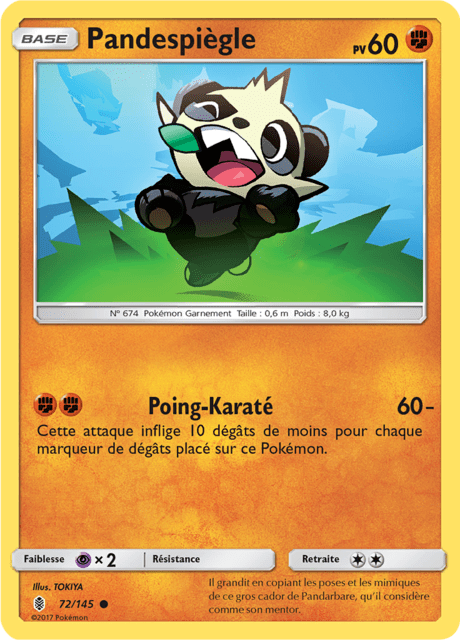 BASE Pandespiègle PV60
N° 674 Pokémon Garnement Taille : 0,6 m Poids : 8,0 kg
Poing-Karaté 60-
Cette attaque inflige 10 dégâts de moins pour chaque
marqueur de dégâts placé sur ce Pokémon.
Faiblesse ×2 Résistance Retraite
Illus. TOKIYA
72/145
©2017 Pokémon
Il grandit en copiant les poses et les mimiques
de ce gros cador de Pandarbare, qu'il considère
comme son mentor.